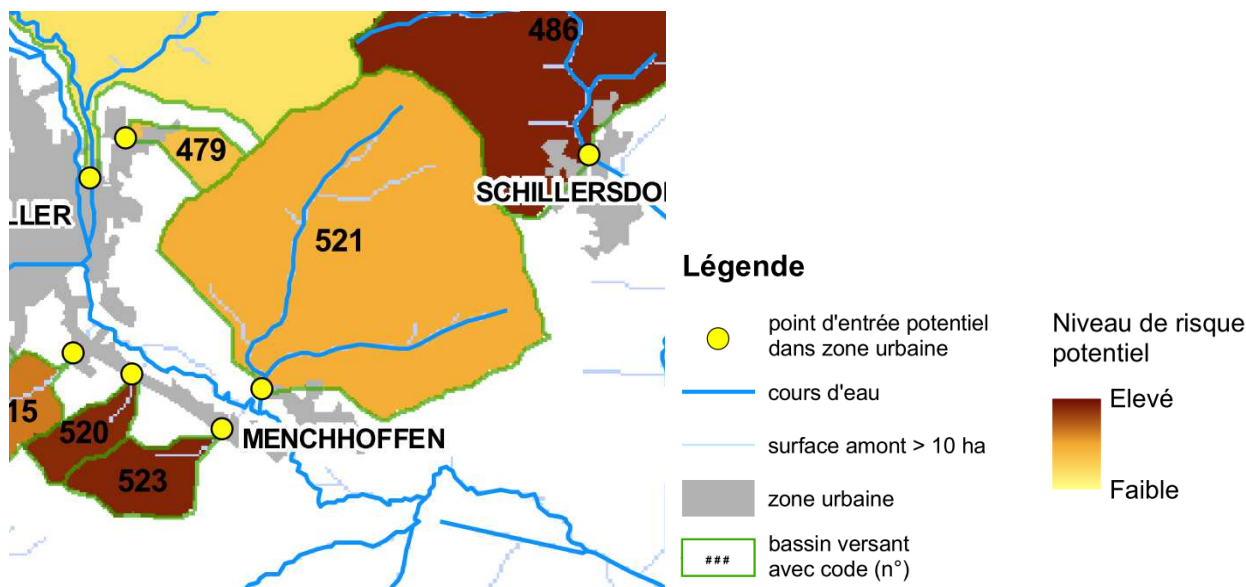 486
479
SCHILLERSDO
LLER
521
15
520
MENCHHOFFEN
523
Légende
point d'entrée potentiel
dans zone urbaine
cours d'eau
surface amont > 10 ha
zone urbaine
###
bassin versant
avec code (n°)
Niveau de risque
potentiel
Elevé
Faible